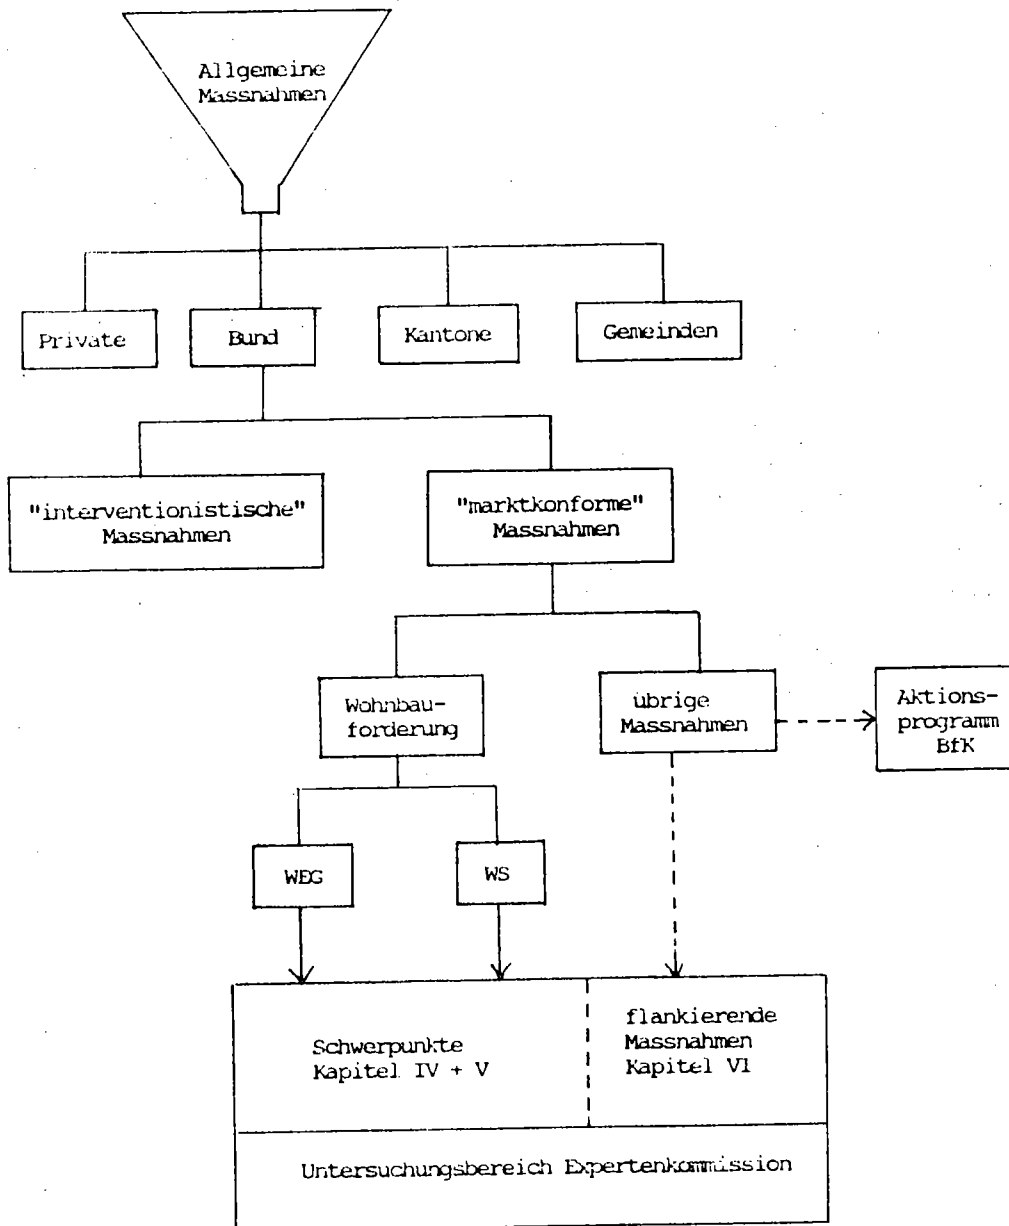 Allgemeine
Massnahmen
Private
Bund
Kantone
Gemeinden
"interventionistische"
Massnahmen
"marktkonforme"
Massnahmen
Wohnbau-
forderung
übrige
Massnahmen
Aktions-
programm
BfK
WEG
WS
Schwerpunkte
Kapitel IV + V
flankierende
Massnahmen
Kapitel VI
Untersuchungsbereich Expertenkommission